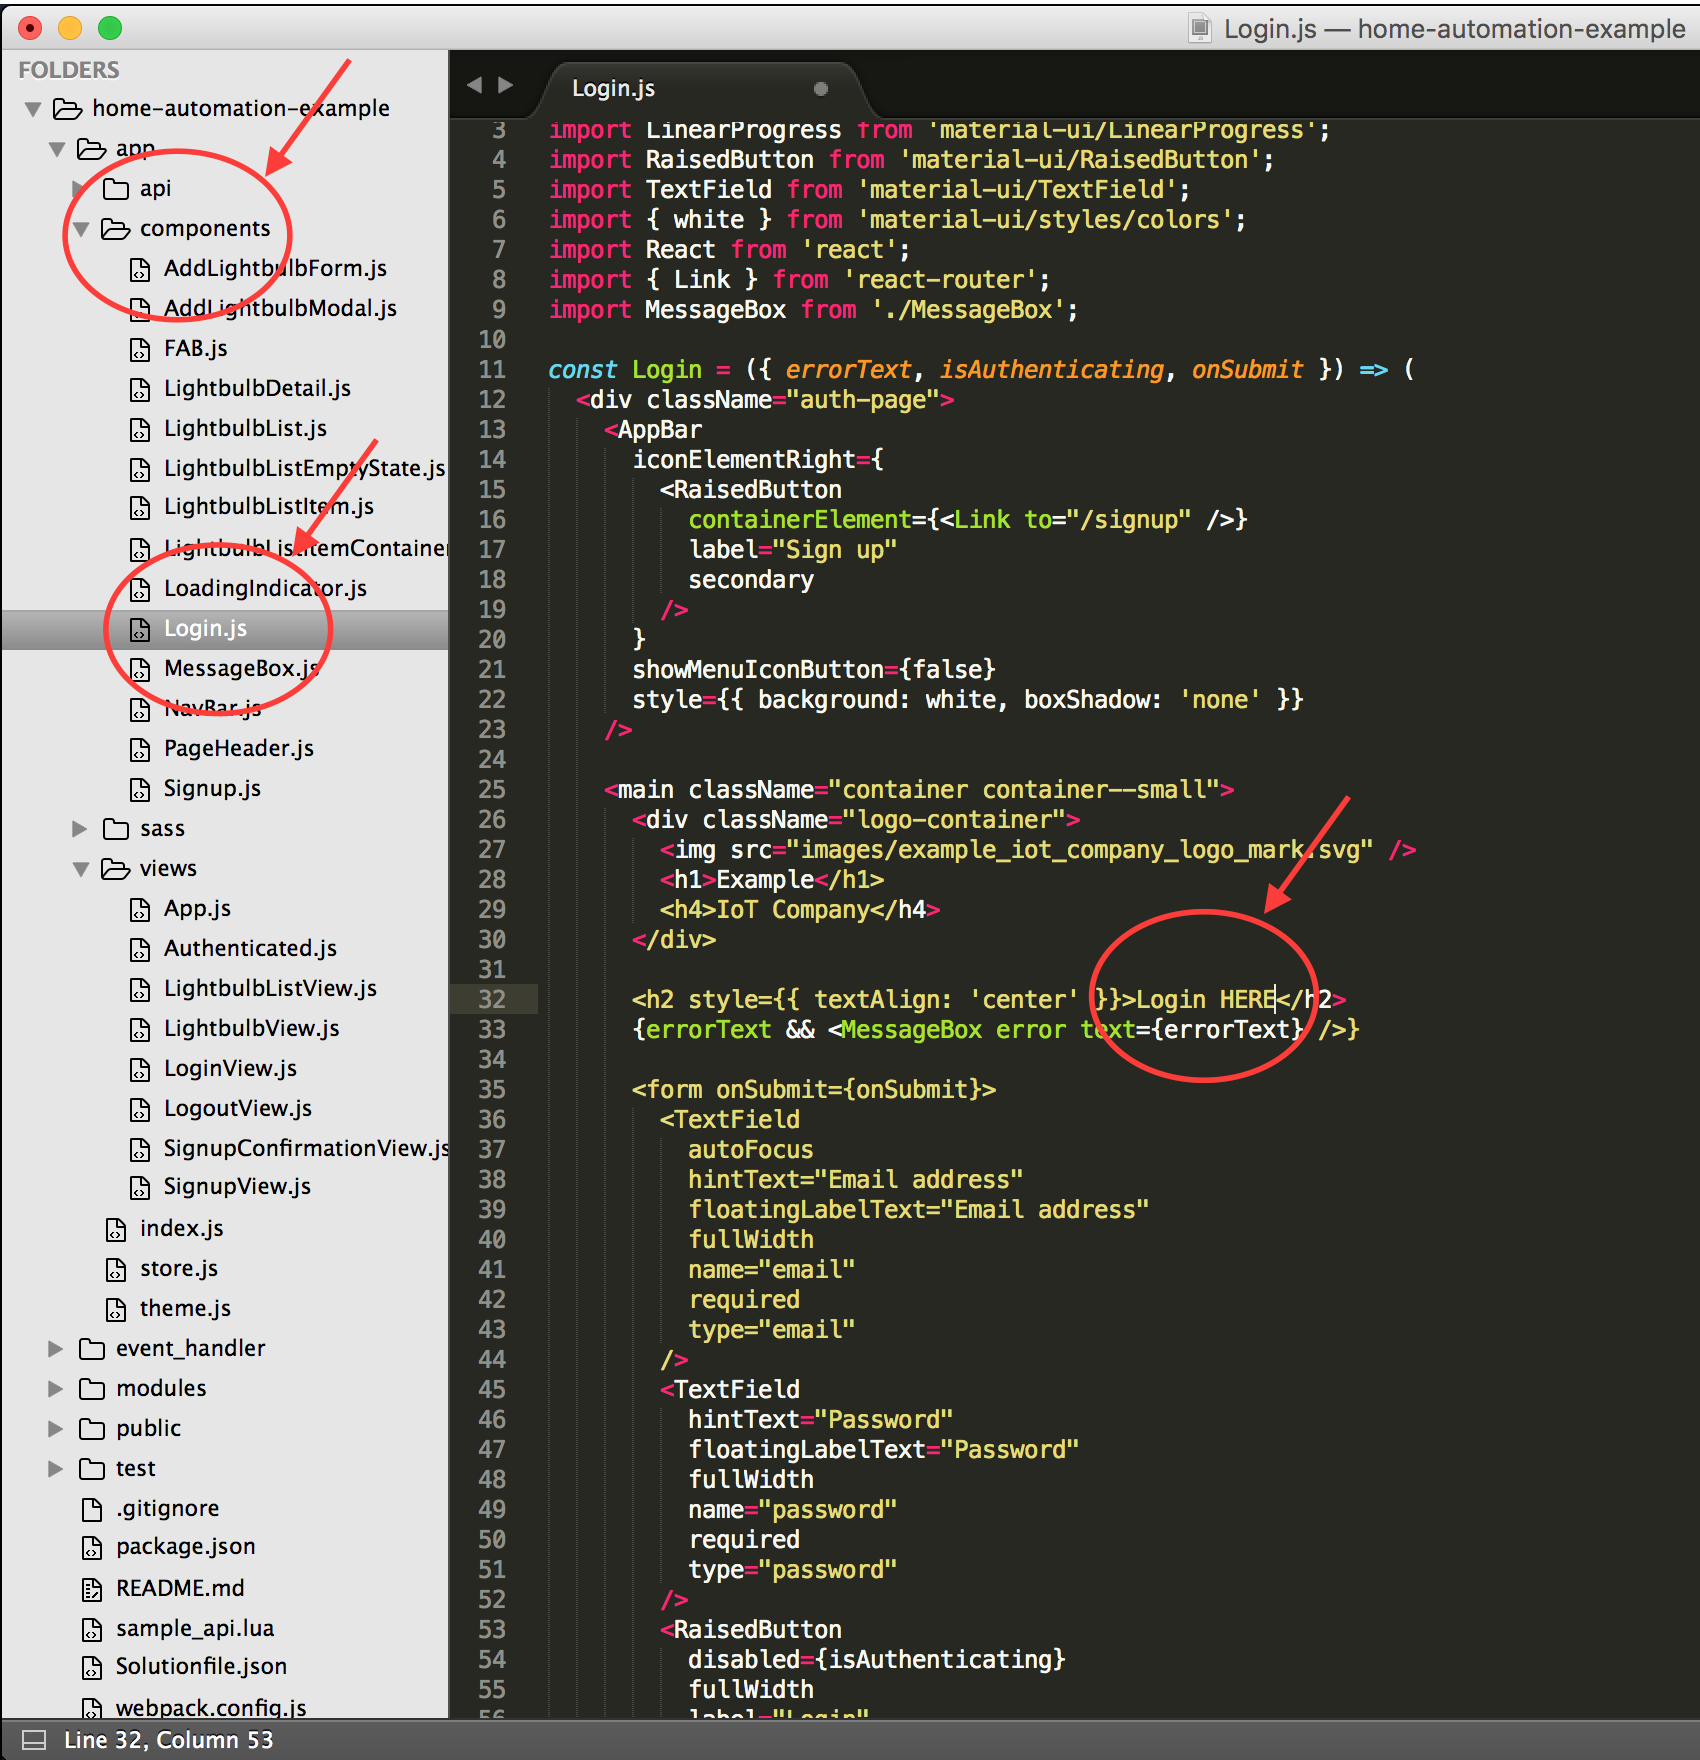 Login.js — home-automation-example
FOLDERS
home-automation-example
app
api
components
AddLightbulbForm.js
AddLightbulbModal.js
FAB.js
LightbulbDetail.js
LightbulbList.js
LightbulbListEmptyState.js
LightbulbListItem.js
LightbulbListItemContainer
LoadingIndicator.js
Login.js
MessageBox.js
NavBar.js
PageHeader.js
Signup.js
sass
views
App.js
Authenticated.js
LightbulbListView.js
LightbulbView.js
LoginView.js
LogoutView.js
SignupConfirmationView.js
SignupView.js
index.js
store.js
theme.js
event_handler
modules
public
test
.gitignore
package.json
README.md
sample_api.lua
Solutionfile.json
webpack.config.js
Login.js
3 import LinearProgress from 'material-ui/LinearProgress';
4 import RaisedButton from 'material-ui/RaisedButton';
5 import TextField from 'material-ui/TextField';
6 import { white } from 'material-ui/styles/colors';
7 import React from 'react';
8 import { Link } from 'react-router';
9 import MessageBox from './MessageBox';
10
11 const Login = ({ errorText, isAuthenticating, onSubmit }) => (
12 <div className="auth-page">
13 <AppBar
14 iconElementRight={
15 <RaisedButton
16 containerElement={<Link to="/signup" />}
17 label="Sign up"
18 secondary
19 />
20 }
21 showMenuIconButton={false}
22 style={{ background: white, boxShadow: 'none' }}
23 />
24
25 <main className="container container--small">
26 <div className="logo-container">
27 <img src="images/example_iot_company_logo_mark.svg" />
28 <h1>Example</h1>
29 <h4>IoT Company</h4>
30 </div>
31
32 <h2 style={{ textAlign: 'center' }}>Login HERE</h2>
33 {errorText && <MessageBox error text={errorText} />}
34
35 <form onSubmit={onSubmit}>
36 <TextField
37 autoFocus
38 hintText="Email address"
39 floatingLabelText="Email address"
40 fullWidth
41 name="email"
42 required
43 type="email"
44 />
45 <TextField
46 hintText="Password"
47 floatingLabelText="Password"
48 fullWidth
49 name="password"
50 required
51 type="password"
52 />
53 <RaisedButton
54 disabled={isAuthenticating}
55 fullWidth
56 label="Login"
Line 32, Column 53